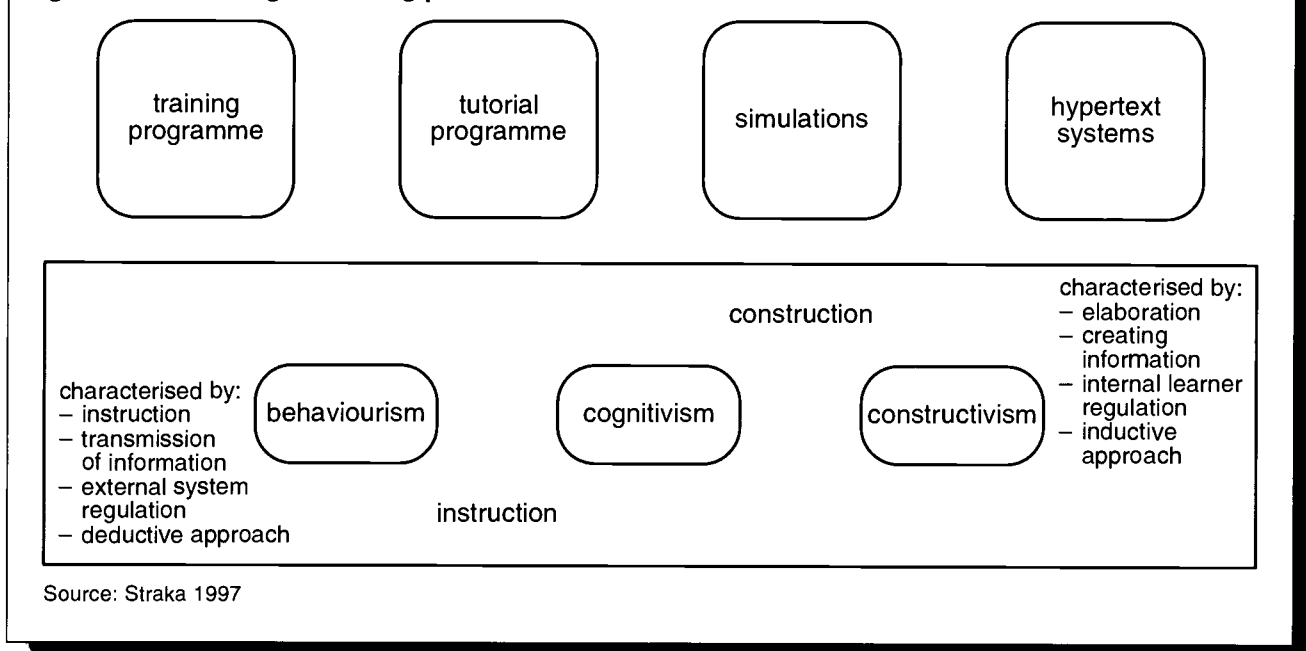 training
programme
tutorial
programme
simulations
hypertext
systems
construction
characterised by:
– elaboration
– creating
information
– internal learner
regulation
– inductive
approach
characterised by:
– instruction
– transmission
of information
– external system
regulation
– deductive approach
behaviourism
cognitivism
constructivism
instruction
Source: Straka 1997